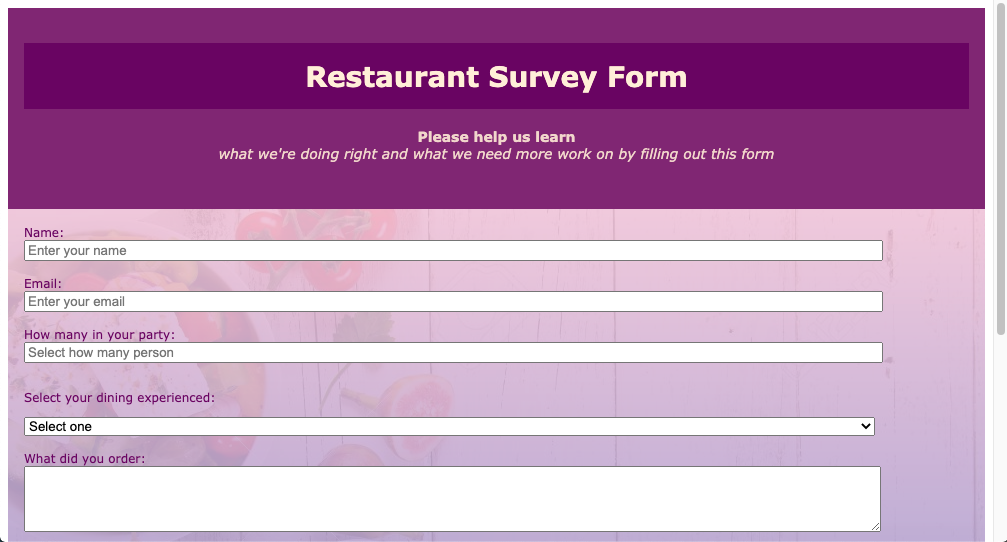 Restaurant Survey Form
Please help us learn
what we're doing right and what we need more work on by filling out this form
Name:
Enter your name
Email:
Enter your email
How many in your party:
Select how many person
Select your dining experienced:
Select one
What did you order: